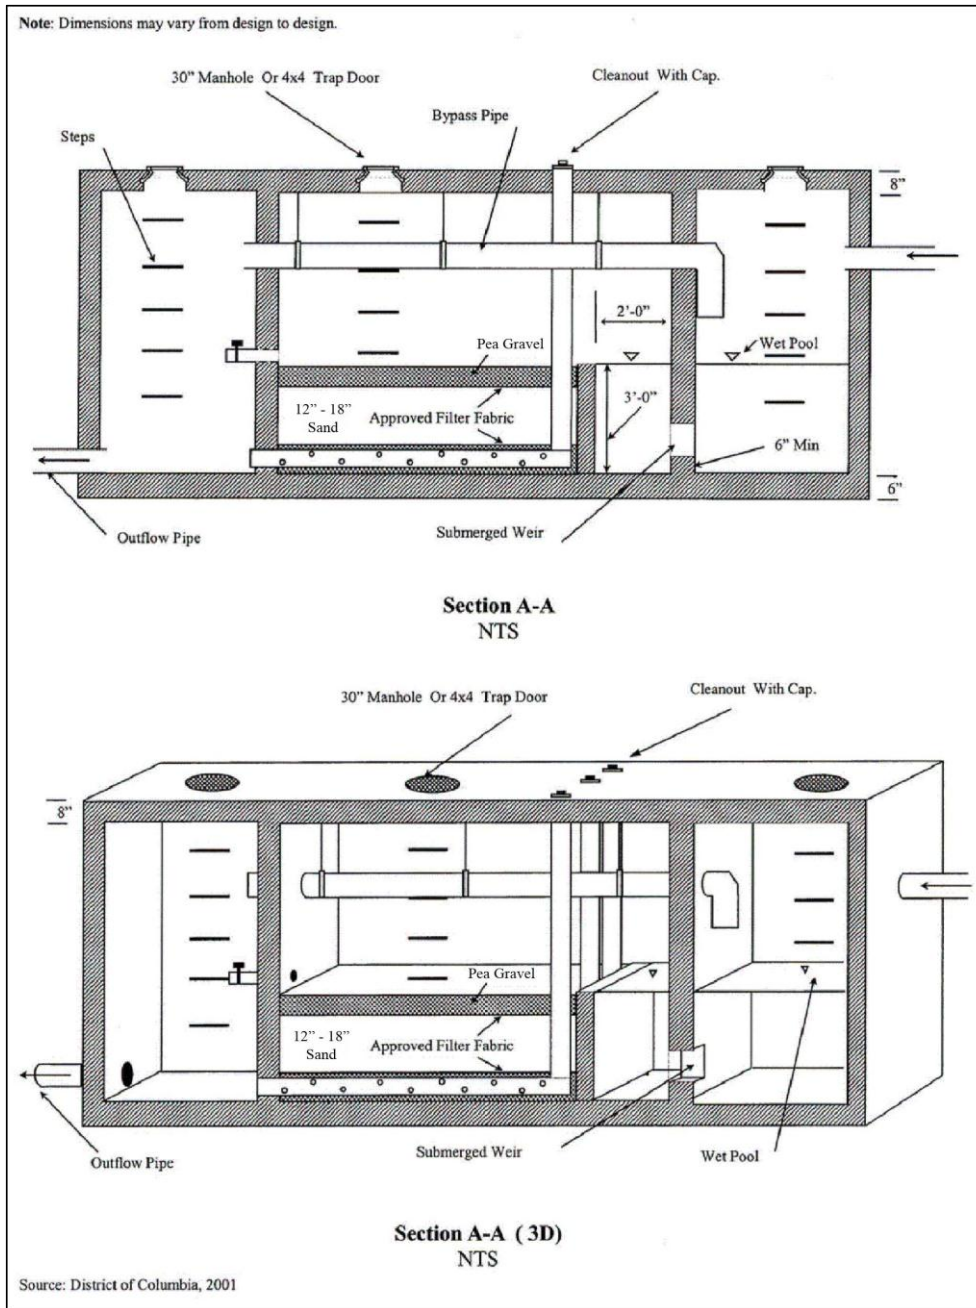 Note: Dimensions may vary from design to design.
30” Manhole Or 4x4 Trap Door
Cleanout With Cap.
Bypass Pipe
Steps
8”
2’-0”
Wet Pool
Pea Gravel
3’-0”
12” - 18”
Sand
Approved Filter Fabric
6” Min
6”
Outflow Pipe
Submerged Weir
Section A-A
NTS
Cleanout With Cap.
30” Manhole Or 4x4 Trap Door
8”
Pea Gravel
12” - 18”
Sand
Approved Filter Fabric
Submerged Weir
Wet Pool
Outflow Pipe
Section A-A ( 3D)
NTS
Source: District of Columbia, 2001